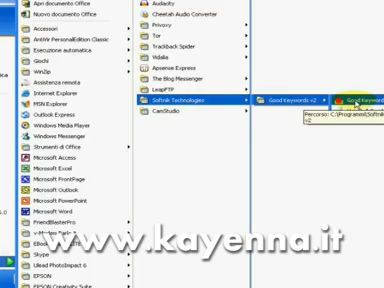 Apri documento Office
Nuovo documento Office
Accessori
AntiVir PersonalEdition Classic
Esecuzione automatica
Giochi
WinZip
Assistenza remota
Internet Explorer
MSN Explorer
Outlook Express
Windows Media Player
Windows Messenger
Strumenti di Office
Microsoft Access
Microsoft Excel
Microsoft FrontPage
Microsoft Outlook
Microsoft PowerPoint
Microsoft Word
FriendBlasterPro
Skype
Ulead PhotoImpact 6
EPSON
EPSON Creativity Suite
Audacity
Cheetah Audio Converter
Privoxy
Tor
Trackback Spider
Vidalia
Apsense Express
The Blog Messenger
LeapFTP
Softnik Technologies
CamStudio
Good Keywords v2
Good Keyword
Percorso: C:\Programmi\Softnik
v2
www.kayenna.it